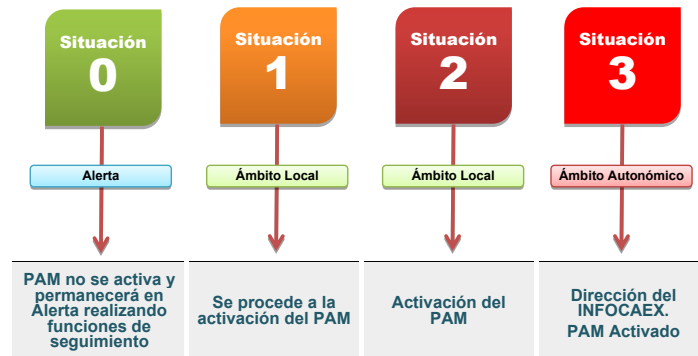 Situación
0
Situación
1
Situación
2
Situación
3
Alerta
Ámbito Local
Ámbito Local
Ámbito Autonómico
PAM no se activa y
permanecerá en
Alerta realizando
funciones de
seguimiento
Se procede a la
activación del PAM
Activación del
PAM
Dirección del
INFOCAEX.
PAM Activado